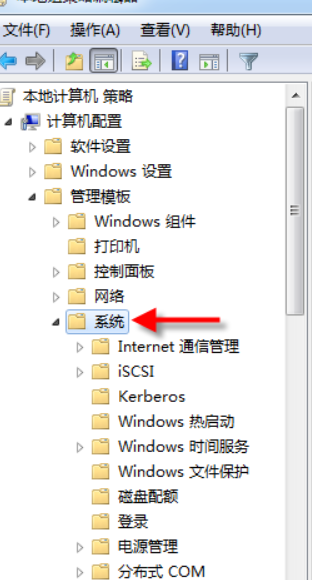 文件(F) 操作(A) 查看(V) 帮助(H)
本地计算机 策略
计算机配置
软件设置
Windows 设置
管理模板
Windows 组件
打印机
控制面板
网络
系统
Internet 通信管理
iSCSI
Kerberos
Windows 热启动
Windows 时间服务
Windows 文件保护
磁盘配额
登录
电源管理
分布式 COM